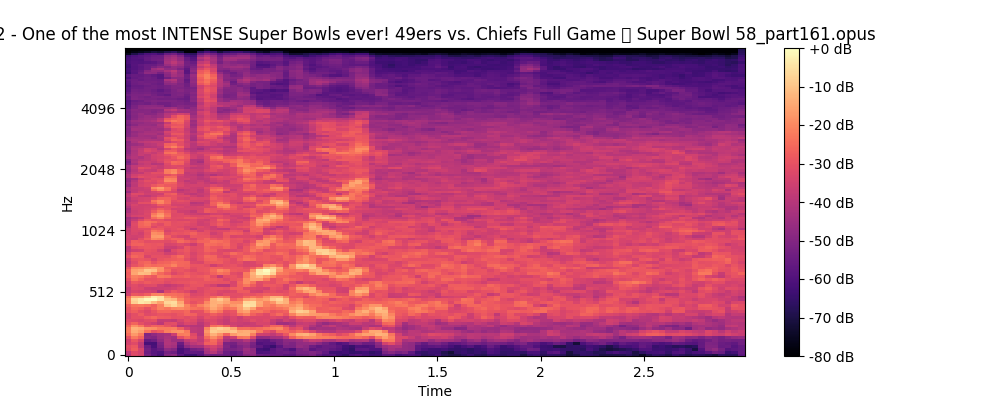 2 - One of the most INTENSE Super Bowls ever! 49ers vs. Chiefs Full Game  Super Bowl 58_part161.opus
+0 dB
-10 dB
-20 dB
-30 dB
-40 dB
-50 dB
-60 dB
-70 dB
-80 dB
Hz
4096
2048
1024
512
0
0
0.5
1
1.5
2
2.5
Time